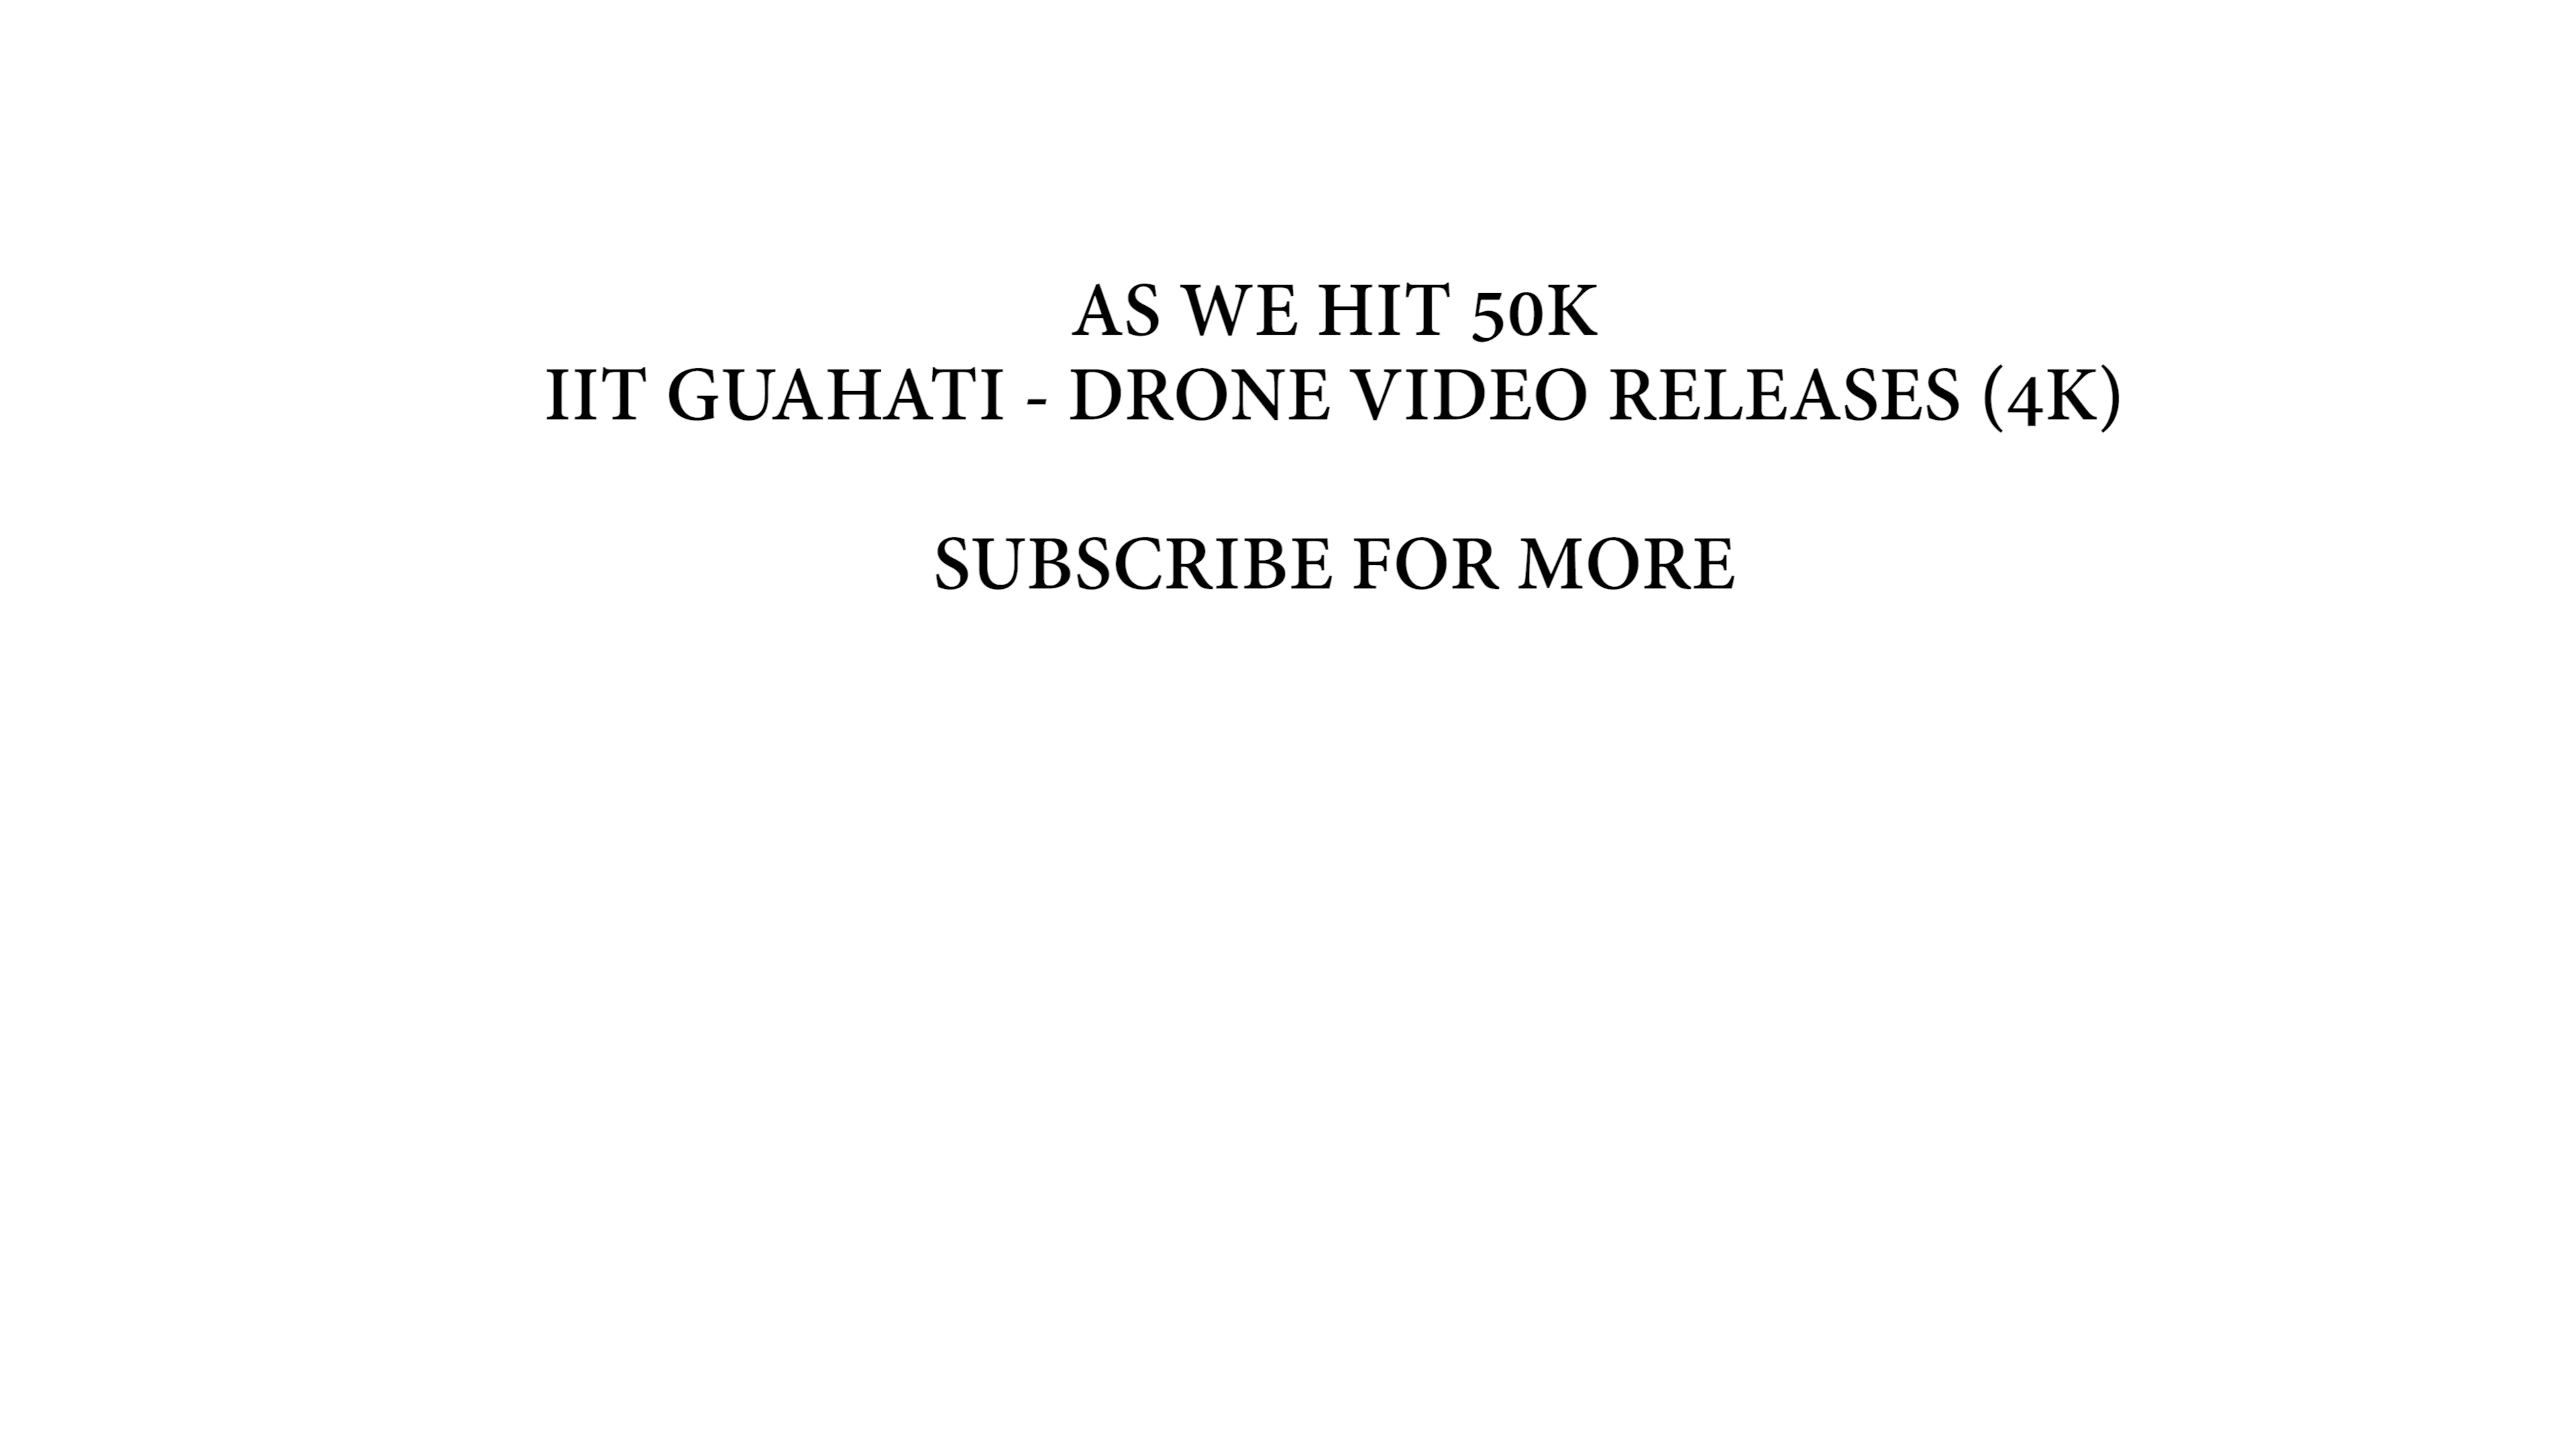 AS WE HIT 50K
IIT GUAHATI - DRONE VIDEO RELEASES (4K)
SUBSCRIBE FOR MORE